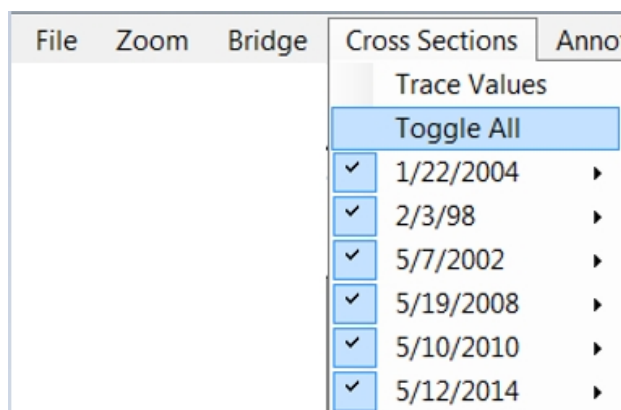 File Zoom Bridge Cross Sections Anno
Trace Values
Toggle All
1/22/2004
2/3/98
5/7/2002
5/19/2008
5/10/2010
5/12/2014